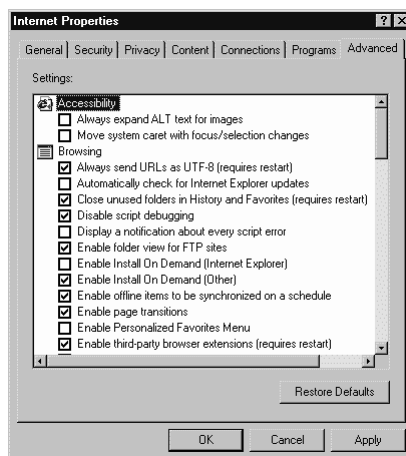 Internet Properties
General Security Privacy Content Connections Programs Advanced
Settings:
Accessibility
Always expand ALT text for images
Move system caret with focus/selection changes
Browsing
Always send URLs as UTF-8 (requires restart)
Automatically check for Internet Explorer updates
Close unused folders in History and Favorites (requires restart)
Disable script debugging
Display a notification about every script error
Enable folder view for FTP sites
Enable Install On Demand (Internet Explorer)
Enable Install On Demand (Other)
Enable offline items to be synchronized on a schedule
Enable page transitions
Enable Personalized Favorites Menu
Enable third-party browser extensions (requires restart)
Restore Defaults
OK Cancel Apply